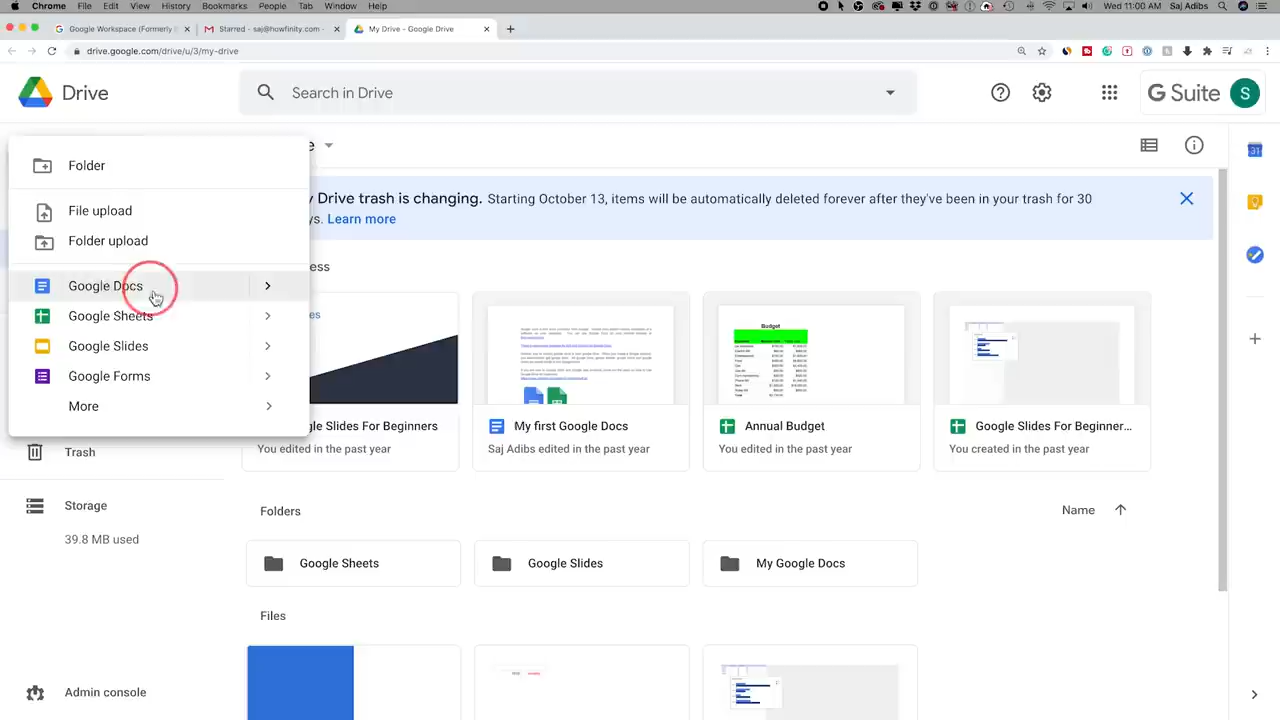 Chrome File Edit View History Bookmarks People Tab Window Help Wed 11:00 AM Saj Adibs
Google Workspace (Formerly
Starred - saj@howfinity.com -
My Drive - Google Drive
drive.google.com/drive/u/3/my-drive
Drive
Search in Drive
G Suite S
Folder
File upload
Folder upload
Google Docs
Google Sheets
Google Slides
Google Forms
More
Trash
Storage
39.8 MB used
Admin console
Drive trash is changing. Starting October 13, items will be automatically deleted forever after they've been in your trash for 30
Learn more
Budget
Slides For Beginners
You edited in the past year
My first Google Docs
Saj Adibs edited in the past year
Annual Budget
You edited in the past year
Google Slides For Beginner...
You created in the past year
Folders
Name
Google Sheets
Google Slides
My Google Docs
Files
31